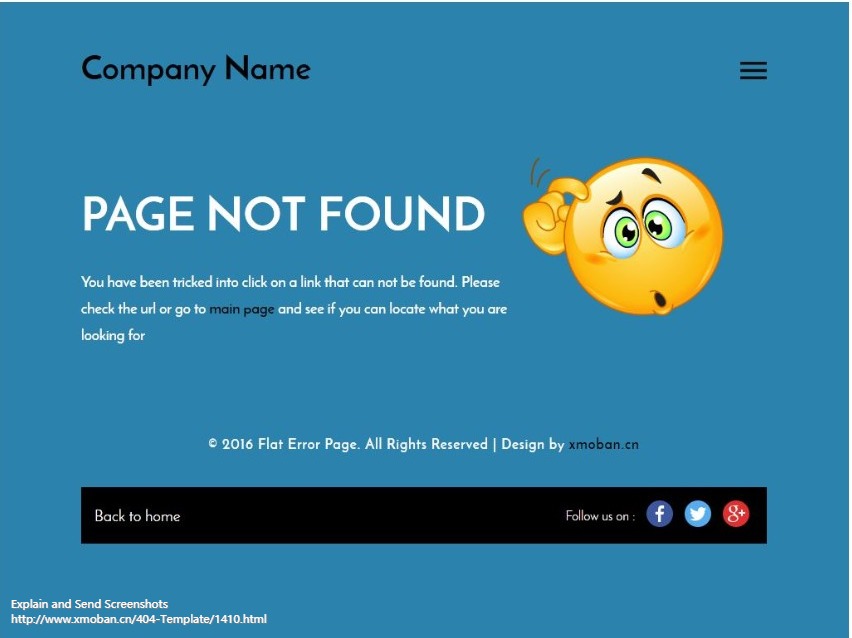 Company Name
PAGE NOT FOUND
You have been tricked into click on a link that can not be found. Please
check the url or go to main page and see if you can locate what you are
looking for
© 2016 Flat Error Page. All Rights Reserved | Design by xmoban.cn
Back to home
Follow us on :
f
g+
Explain and Send Screenshots
http://www.xmoban.cn/404-Template/1410.html